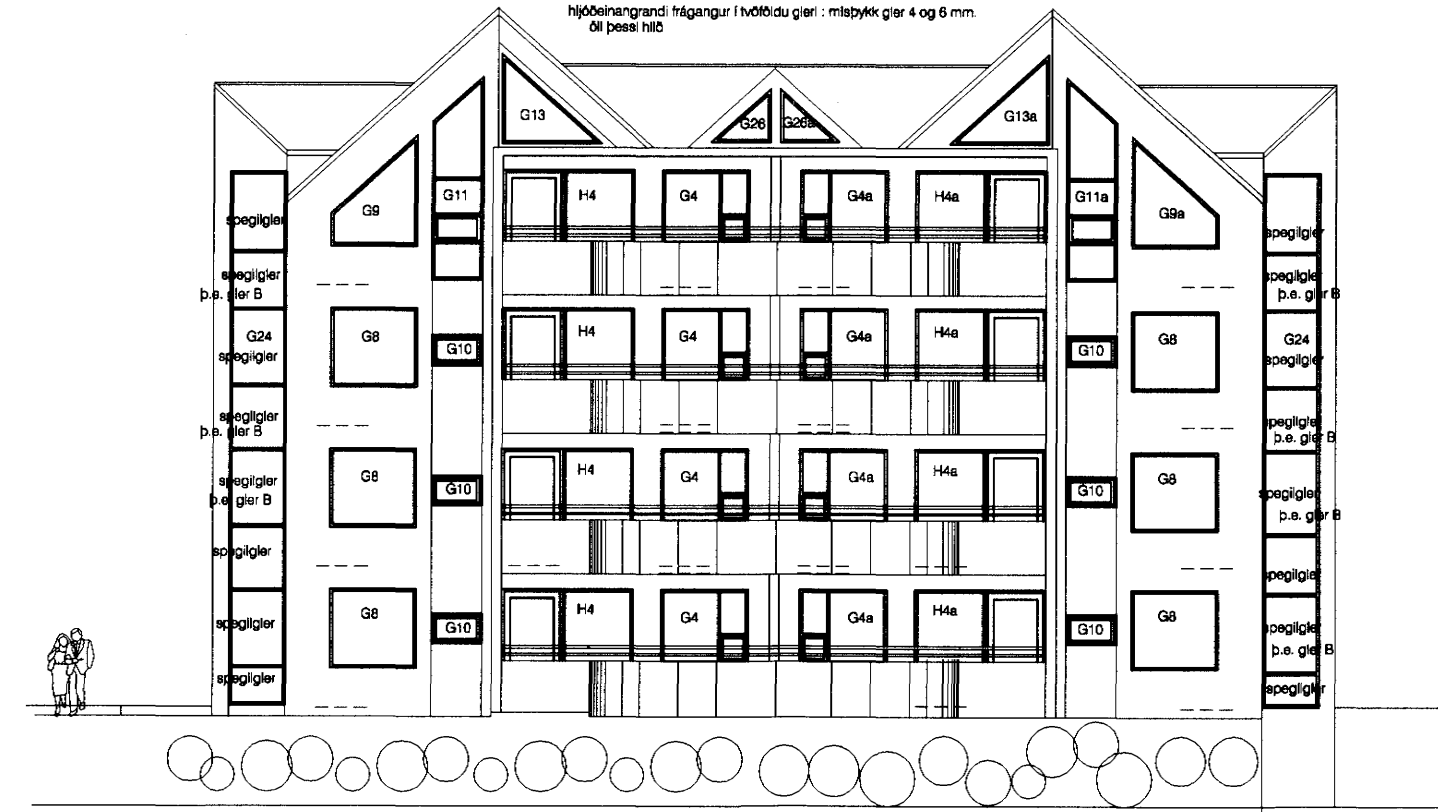 hljóðeinangrandi frágangur í tvöföldu gleri : misþykk gler 4 og 6 mm.
öll þessi hlið
G13 G26 G26a G13a
G9 G11 H4 G4 G4a H4a G11a G9a
spegilgler spegilgler
spegilgler spegilgler
þ.e. gler B þ.e. gler B
G24 G8 G10 H4 G4 G4a H4a G10 G8 G24
spegilgler spegilgler
spegilgler spegilgler
þ.e. gler B þ.e. gler B
spegilgler G8 G10 H4 G4 G4a H4a G10 G8 spegilgler
þ.e. gler B þ.e. gler B
spegilgler spegilgler
spegilgler G8 G10 H4 G4 G4a H4a G10 G8 spegilgler
þ.e. gler B
spegilgler spegilgler